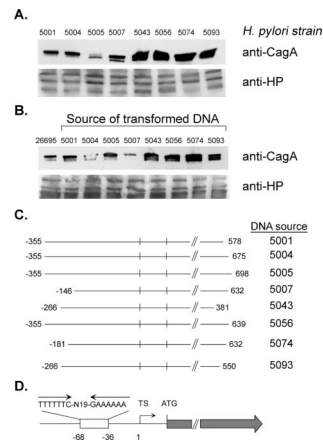 A.
5001 5004 5005 5007 5043 5056 5074 5093 H. pylori strain
anti-CagA
anti-HP
B.
Source of transformed DNA
26695 5001 5004 5005 5007 5043 5056 5074 5093
anti-CagA
anti-HP
C.
DNA source
-355 578 5001
-355 675 5004
-355 698 5005
-146 632 5007
-266 381 5043
-355 639 5056
-181 632 5074
-266 550 5093
D.
TTTTTTC-N19-GAAAAAA TS ATG
-68 -36 1